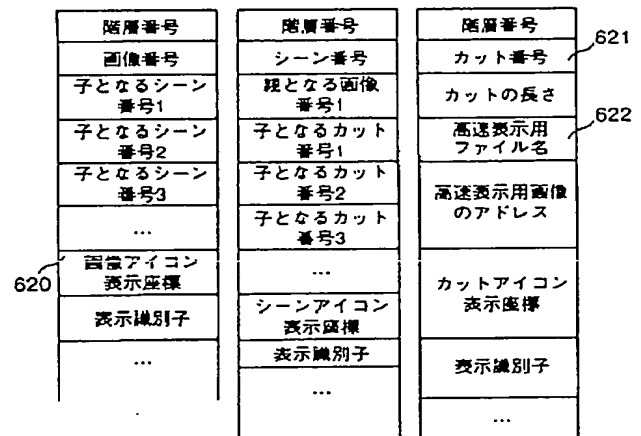 階層番号
画像番号
子となるシーン
番号1
子となるシーン
番号2
子となるシーン
番号3
…
画像アイコン
表示座標
表示識別子
…
620
階層番号
シーン番号
親となる画像
番号1
子となるカット
番号1
子となるカット
番号2
子となるカット
番号3
…
シーンアイコン
表示座標
表示識別子
…
階層番号
カット番号
カットの長さ
高速表示用
ファイル名
高速表示用画像
のアドレス
カットアイコン
表示座標
表示識別子
…
621
622